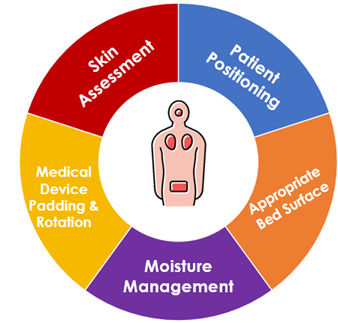 Skin
Assessment
Patient
Positioning
Appropriate
Bed Surface
Moisture
Management
Medical
Device
Padding &
Rotation